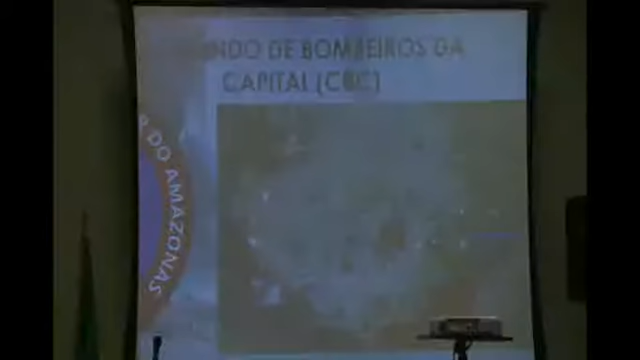 DE BOMBEIROS DA
CAPITAL (CBC)
DO AMAZONAS